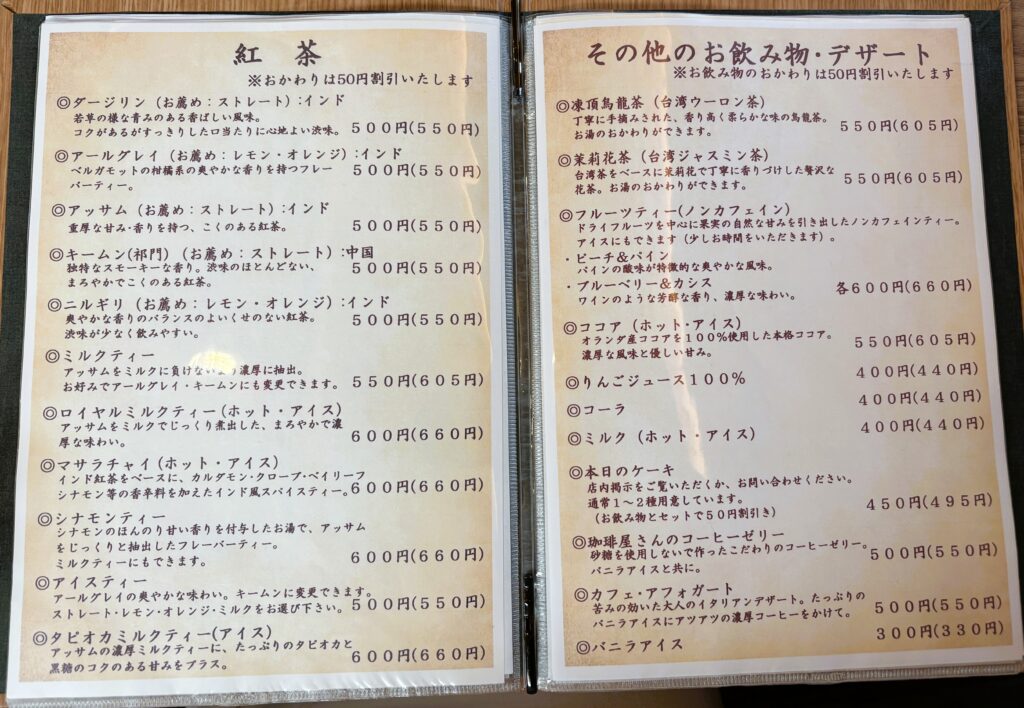 紅 茶
※おかわりは50円割引いたします
◎ダージリン (お薦め:ストレート):インド
若草の様な青みのある香ばしい風味。
コクがあるがすっきりした口当たりに心地よい渋味。 500円(550円)
◎アールグレイ (お薦め:レモン・オレンジ):インド
ベルガモットの柑橘系の爽やかな香りを持つフレー 500円(550円)
バーティー。
◎アッサム (お薦め:ストレート):インド
重厚な甘み・香りを持つ、こくのある紅茶。 500円(550円)
◎キームン(祁門) (お薦め:ストレート):中国
独特なスモーキーな香り。渋味のほとんどない、 500円(550円)
まろやかでこくのある紅茶。
◎ニルギリ (お薦め:レモン・オレンジ):インド
爽やかな香りのバランスのよいくせのない紅茶。 500円(550円)
渋味が少なく飲みやすい。
◎ミルクティー
アッサムをミルクに負けない 濃厚に抽出。
お好みでアールグレイ・キームンにも変更できます。 550円(605円)
◎ロイヤルミルクティー(ホット・アイス)
アッサムをミルクでじっくり煮出した、まろやかで濃 600円(660円)
厚な味わい。
◎マサラチャイ(ホット・アイス)
インド紅茶をベースに、カルダモン・クローブ・ベイリーフ
シナモン等の香辛料を加えたインド風スパイスティー。600円(660円)
◎シナモンティー
シナモンのほんのり甘い香りを付与したお湯で、アッサム
をじっくりと抽出したフレーバーティー。
ミルクティーにもできます。 600円(660円)
◎アイスティー
アールグレイの爽やかな味わい。キームンに変更できます。
ストレート・レモン・オレンジ・ミルクをお選び下さい。500円(550円)
◎タピオカミルクティー(アイス)
アッサムの濃厚ミルクティーに、たっぷりのタピオカと 600円(660円)
黒糖のコクのある甘みをプラス。
その他のお飲み物・デザート
※お飲み物のおかわりは50円割引いたします
◎凍頂烏龍茶 (台湾ウーロン茶)
丁寧に手摘みされた、香り高く柔らかな味の烏龍茶。
お湯のおかわりができます。 550円(605円)
◎茉莉花茶 (台湾ジャスミン茶)
台湾茶をベースに茉莉花で丁寧に香りづけした贅沢な
花茶。お湯のおかわりができます。 550円(605円)
◎フルーツティー(ノンカフェイン)
ドライフルーツを中心に果実の自然な甘みを引き出したノンカフェインティー。
アイスにもできます (少しお時間をいただきます) 。
・ピーチ&パイン
パインの酸味が特徴的な爽やかな風味。
・ブルーベリー&カシス
ワインのような芳醇な香り、濃厚な味わい。 各600円(660円)
◎ココア (ホット・アイス)
オランダ産ココアを100%使用した本格ココア。
濃厚な風味と優しい甘み。 550円(605円)
◎りんごジュース100% 400円(440円)
◎コーラ 400円(440円)
◎ミルク (ホット・アイス) 400円(440円)
◎本日のケーキ
店内掲示をご覧いただくか、お問い合わせください。
通常1~2種用意しています。 450円(495円)
(お飲み物とセットで50円割引き)
◎珈琲屋さんのコーヒーゼリー
砂糖を使用しないで作ったこだわりのコーヒーゼリー。 500円(550円)
バニラアイスと共に。
◎カフェ・アフォガート
苦みの効いた大人のイタリアンデザート。たっぷりの
バニラアイスにアツアツの濃厚コーヒーをかけて。 500円(550円)
◎バニラアイス 300円(330円)